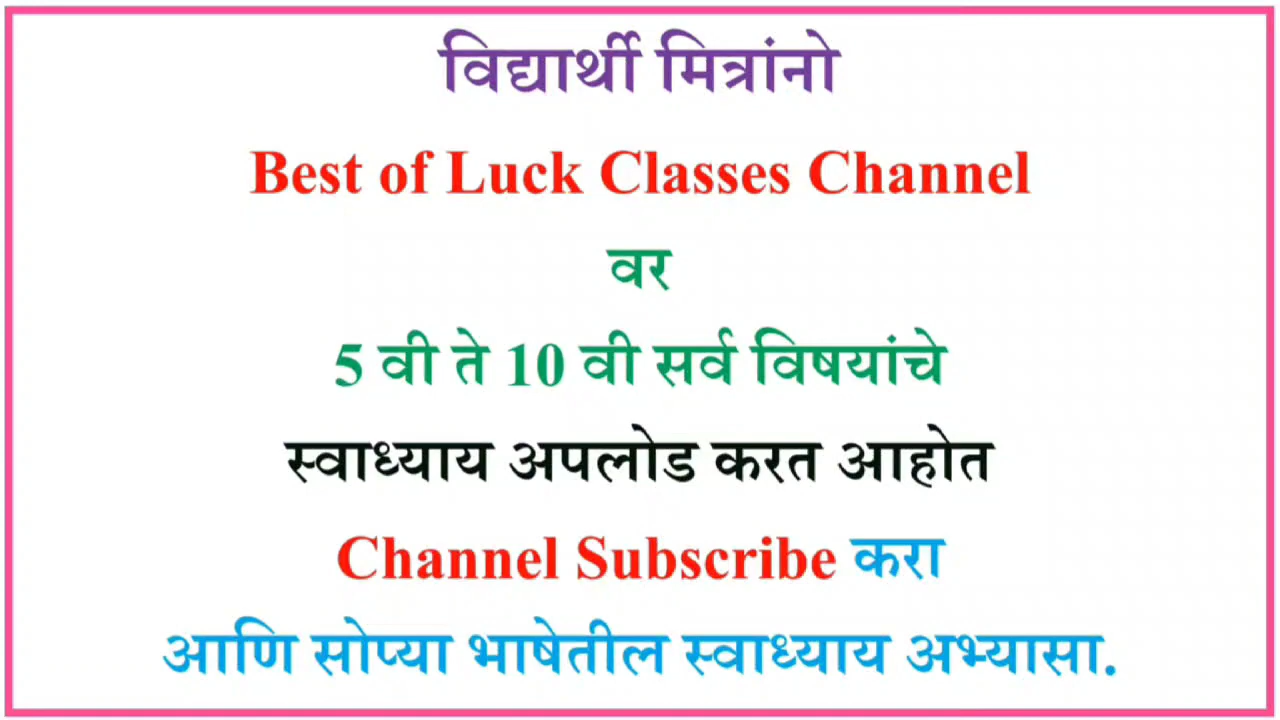 विद्यार्थी मित्रांनो
Best of Luck Classes Channel
वर
5 वी ते 10 वी सर्व विषयांचे
स्वाध्याय अपलोड करत आहोत
Channel Subscribe करा
आणि सोप्या भाषेतील स्वाध्याय अभ्यासा.